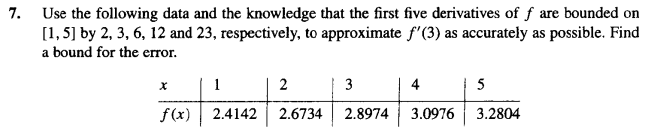 7. Use the following data and the knowledge that the first five derivatives of f are bounded on
[1, 5] by 2, 3, 6, 12 and 23, respectively, to approximate f′(3) as accurately as possible. Find
a bound for the error.
x 1 2 3 4 5
f(x) 2.4142 2.6734 2.8974 3.0976 3.2804